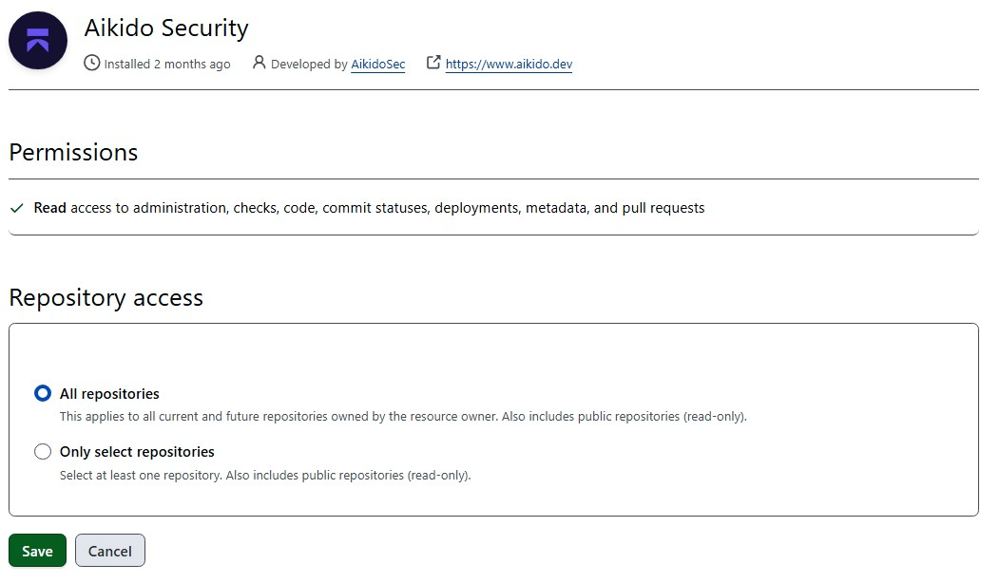 Aikido Security
Installed 2 months ago Developed by AikidoSec https://www.aikido.dev
Permissions
Read access to administration, checks, code, commit statuses, deployments, metadata, and pull requests
Repository access
All repositories
This applies to all current and future repositories owned by the resource owner. Also includes public repositories (read-only).
Only select repositories
Select at least one repository. Also includes public repositories (read-only).
Save Cancel